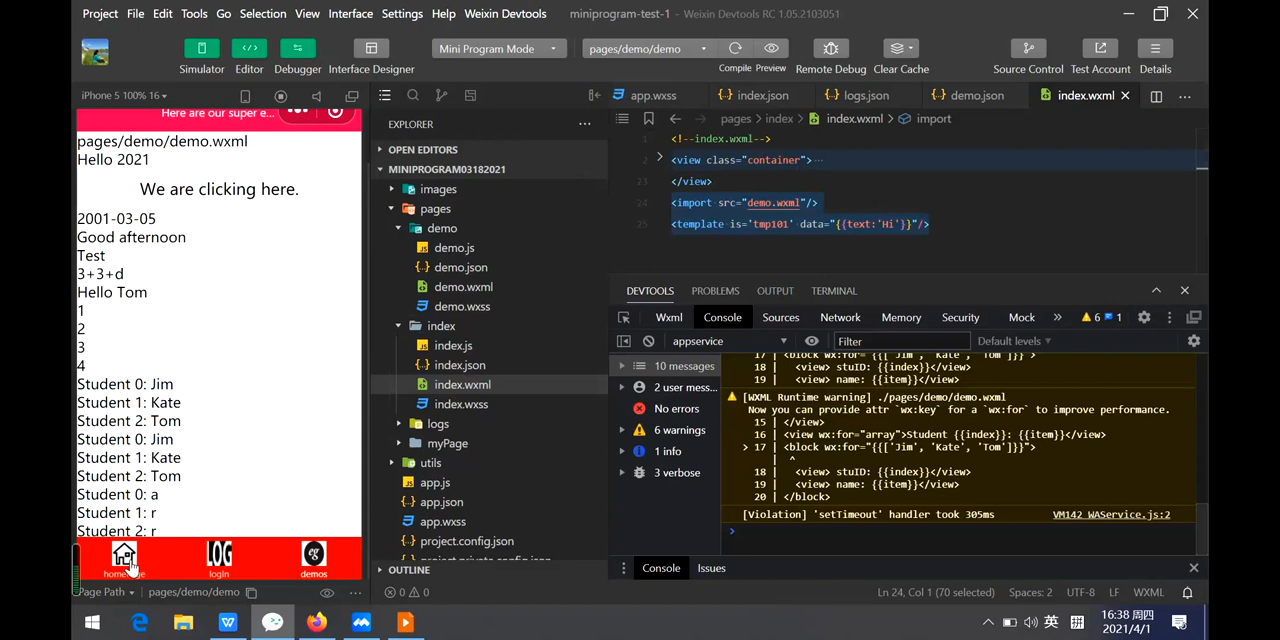 Project File Edit Tools Go Selection View Interface Settings Help Weixin Devtools miniprogram-test-1 - Weixin Devtools RC 1.05.2103051
Simulator Editor Debugger Interface Designer
Mini Program Mode pages/demo/demo
Compile Preview Remote Debug Clear Cache Source Control Test Account Details
iPhone 5 100% 16
Here are our super e...
pages/demo/demo.wxml
Hello 2021
We are clicking here.
2001-03-05
Good afternoon
Test
3+3+d
Hello Tom
1
2
3
4
Student 0: Jim
Student 1: Kate
Student 2: Tom
Student 0: Jim
Student 1: Kate
Student 2: Tom
Student 0: a
Student 1: r
Student 2: r
LOG eg
login demos
Page Path pages/demo/demo
EXPLORER
OPEN EDITORS
MINIPROGRAM03182021
images
pages
demo
demo.js
demo.json
demo.wxml
demo.wxss
index
index.js
index.json
index.wxml
index.wxss
logs
myPage
utils
app.js
app.json
app.wxss
project.config.json
project.private.config.json
OUTLINE
0 0
app.wxss index.json logs.json demo.json index.wxml
pages > index > index.wxml > import
1 <!--index.wxml-->
2 <view class="container">···
23 </view>
24 <import src="demo.wxml"/>
25 <template is='tmp101' data="{{text:'Hi'}}"/>
DEVTOOLS PROBLEMS OUTPUT TERMINAL
Wxml Console Sources Network Memory Security Mock 6 1
appservice Filter Default levels
10 messages
2 user mess...
No errors
6 warnings
1 info
3 verbose
17 | <block wx:for= {{['Jim', 'Kate', 'Tom']}} >
18 | <view> stuID: {{index}}</view>
19 | <view> name: {{item}}</view>
[WXML Runtime warning] ./pages/demo/demo.wxml
Now you can provide attr `wx:key` for a `wx:for` to improve performance.
15 | </view>
16 | <view wx:for="array">Student {{index}}: {{item}}</view>
> 17 | <block wx:for="{{['Jim', 'Kate', 'Tom']}}">
| ^
18 | <view> stuID: {{index}}</view>
19 | <view> name: {{item}}</view>
20 | </block>
[Violation] 'setTimeout' handler took 305ms VM142 WAService.js:2
Console Issues
Ln 24, Col 1 (70 selected) Spaces: 2 UTF-8 LF WXML
英 拼 16:38 周四
2021/4/1